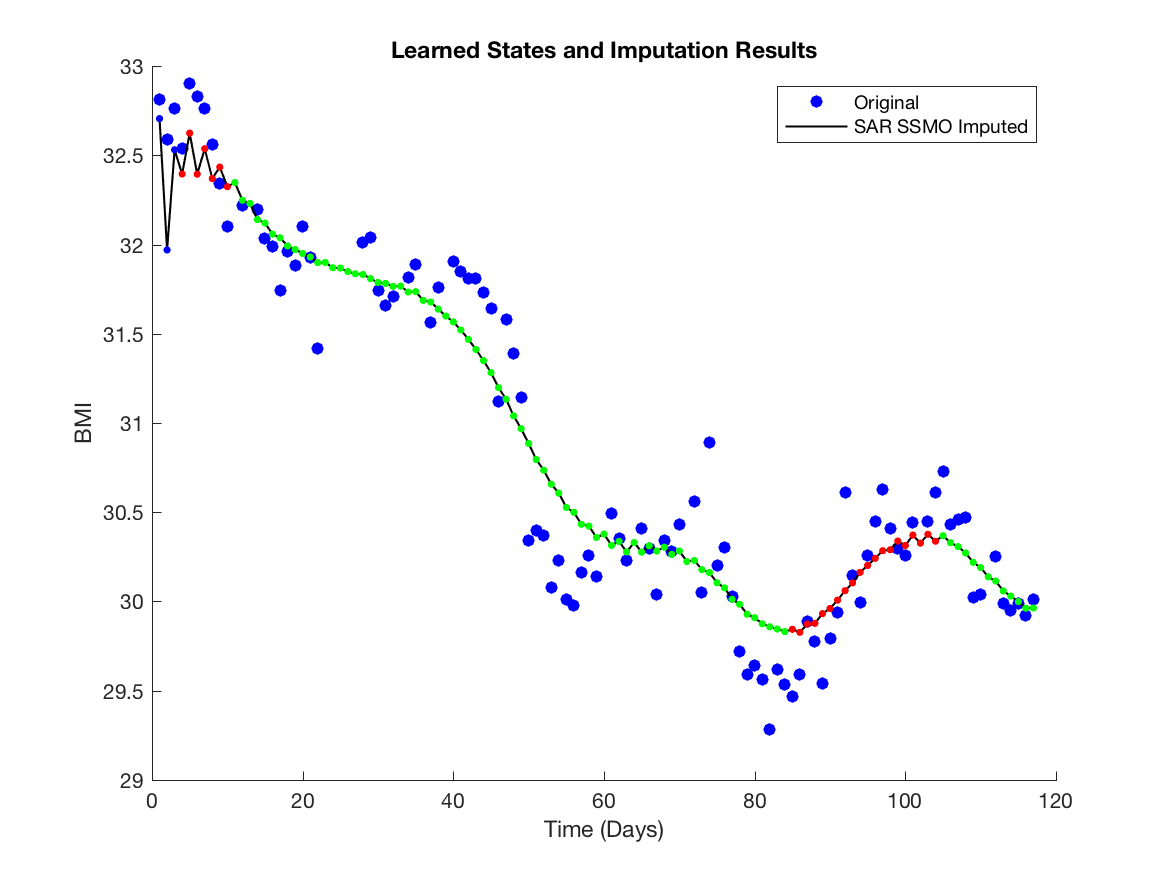 Learned States and Imputation Results
Original
SAR SSMO Imputed
33
32.5
32
31.5
31
30.5
30
29.5
29
BMI
0 20 40 60 80 100 120
Time (Days)